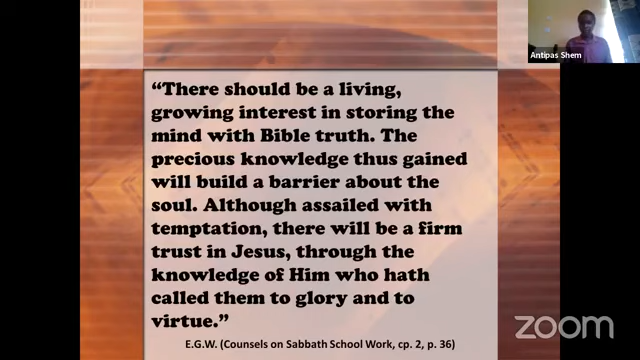 Antipas Shem
“There should be a living,
growing interest in storing the
mind with Bible truth. The
precious knowledge thus gained
will build a barrier about the
soul. Although assailed with
temptation, there will be a firm
trust in Jesus, through the
knowledge of Him who hath
called them to glory and to
virtue.”
E.G.W. (Counsels on Sabbath School Work, cp. 2, p. 36)
zoom